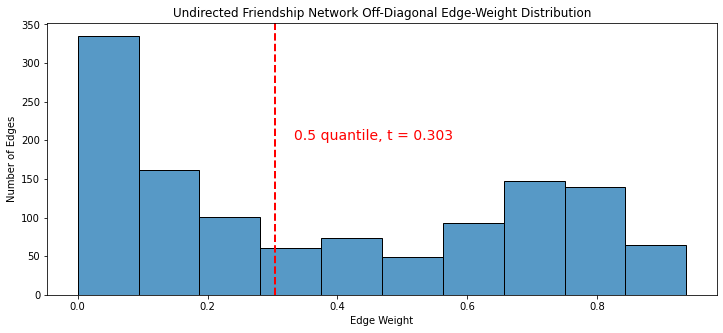 Undirected Friendship Network Off-Diagonal Edge-Weight Distribution
350
300
250
200
150
100
50
0
Number of Edges
0.5 quantile, t = 0.303
0.0 0.2 0.4 0.6 0.8
Edge Weight